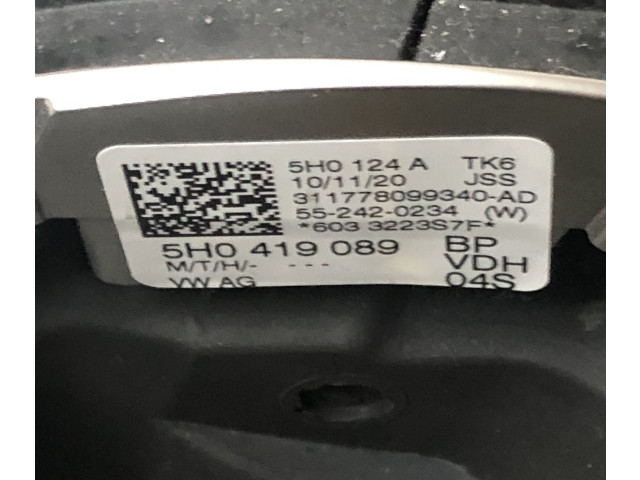 5H0 124 A TK6
10/11/20 JSS
311778099340-AD
55-242-0234 (W)
*603 3223S7F*
5H0 419 089 BP
M/T/H/- - - - VDH
VW AG 04S